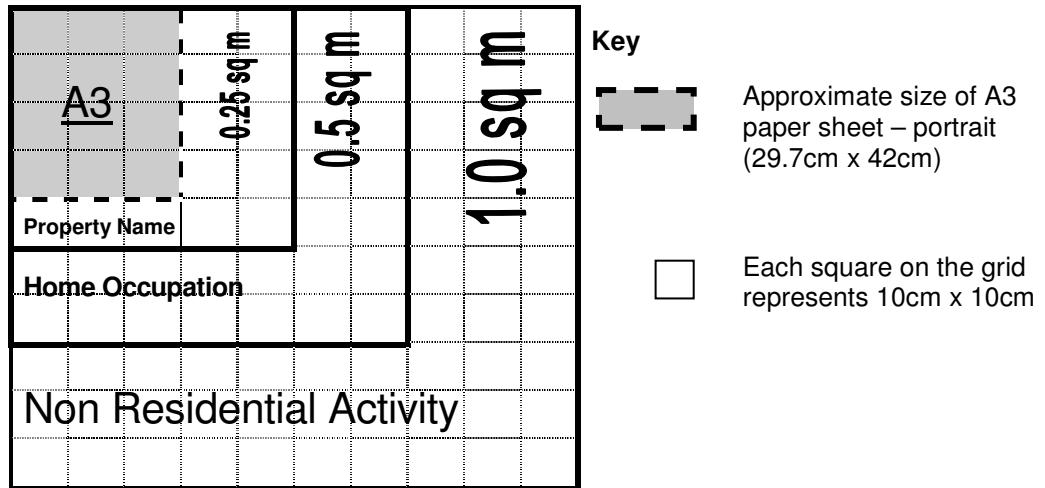 A3
0.25 sq m
0.5 sq m
1.0 sq m
Property Name
Home Occupation
Non Residential Activity
Key
Approximate size of A3
paper sheet – portrait
(29.7cm x 42cm)
Each square on the grid
represents 10cm x 10cm